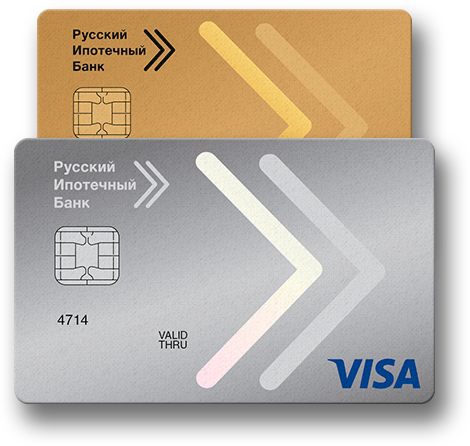 Русский
Ипотечный
Банк
Русский
Ипотечный
Банк
4714
VALID
THRU
VISA